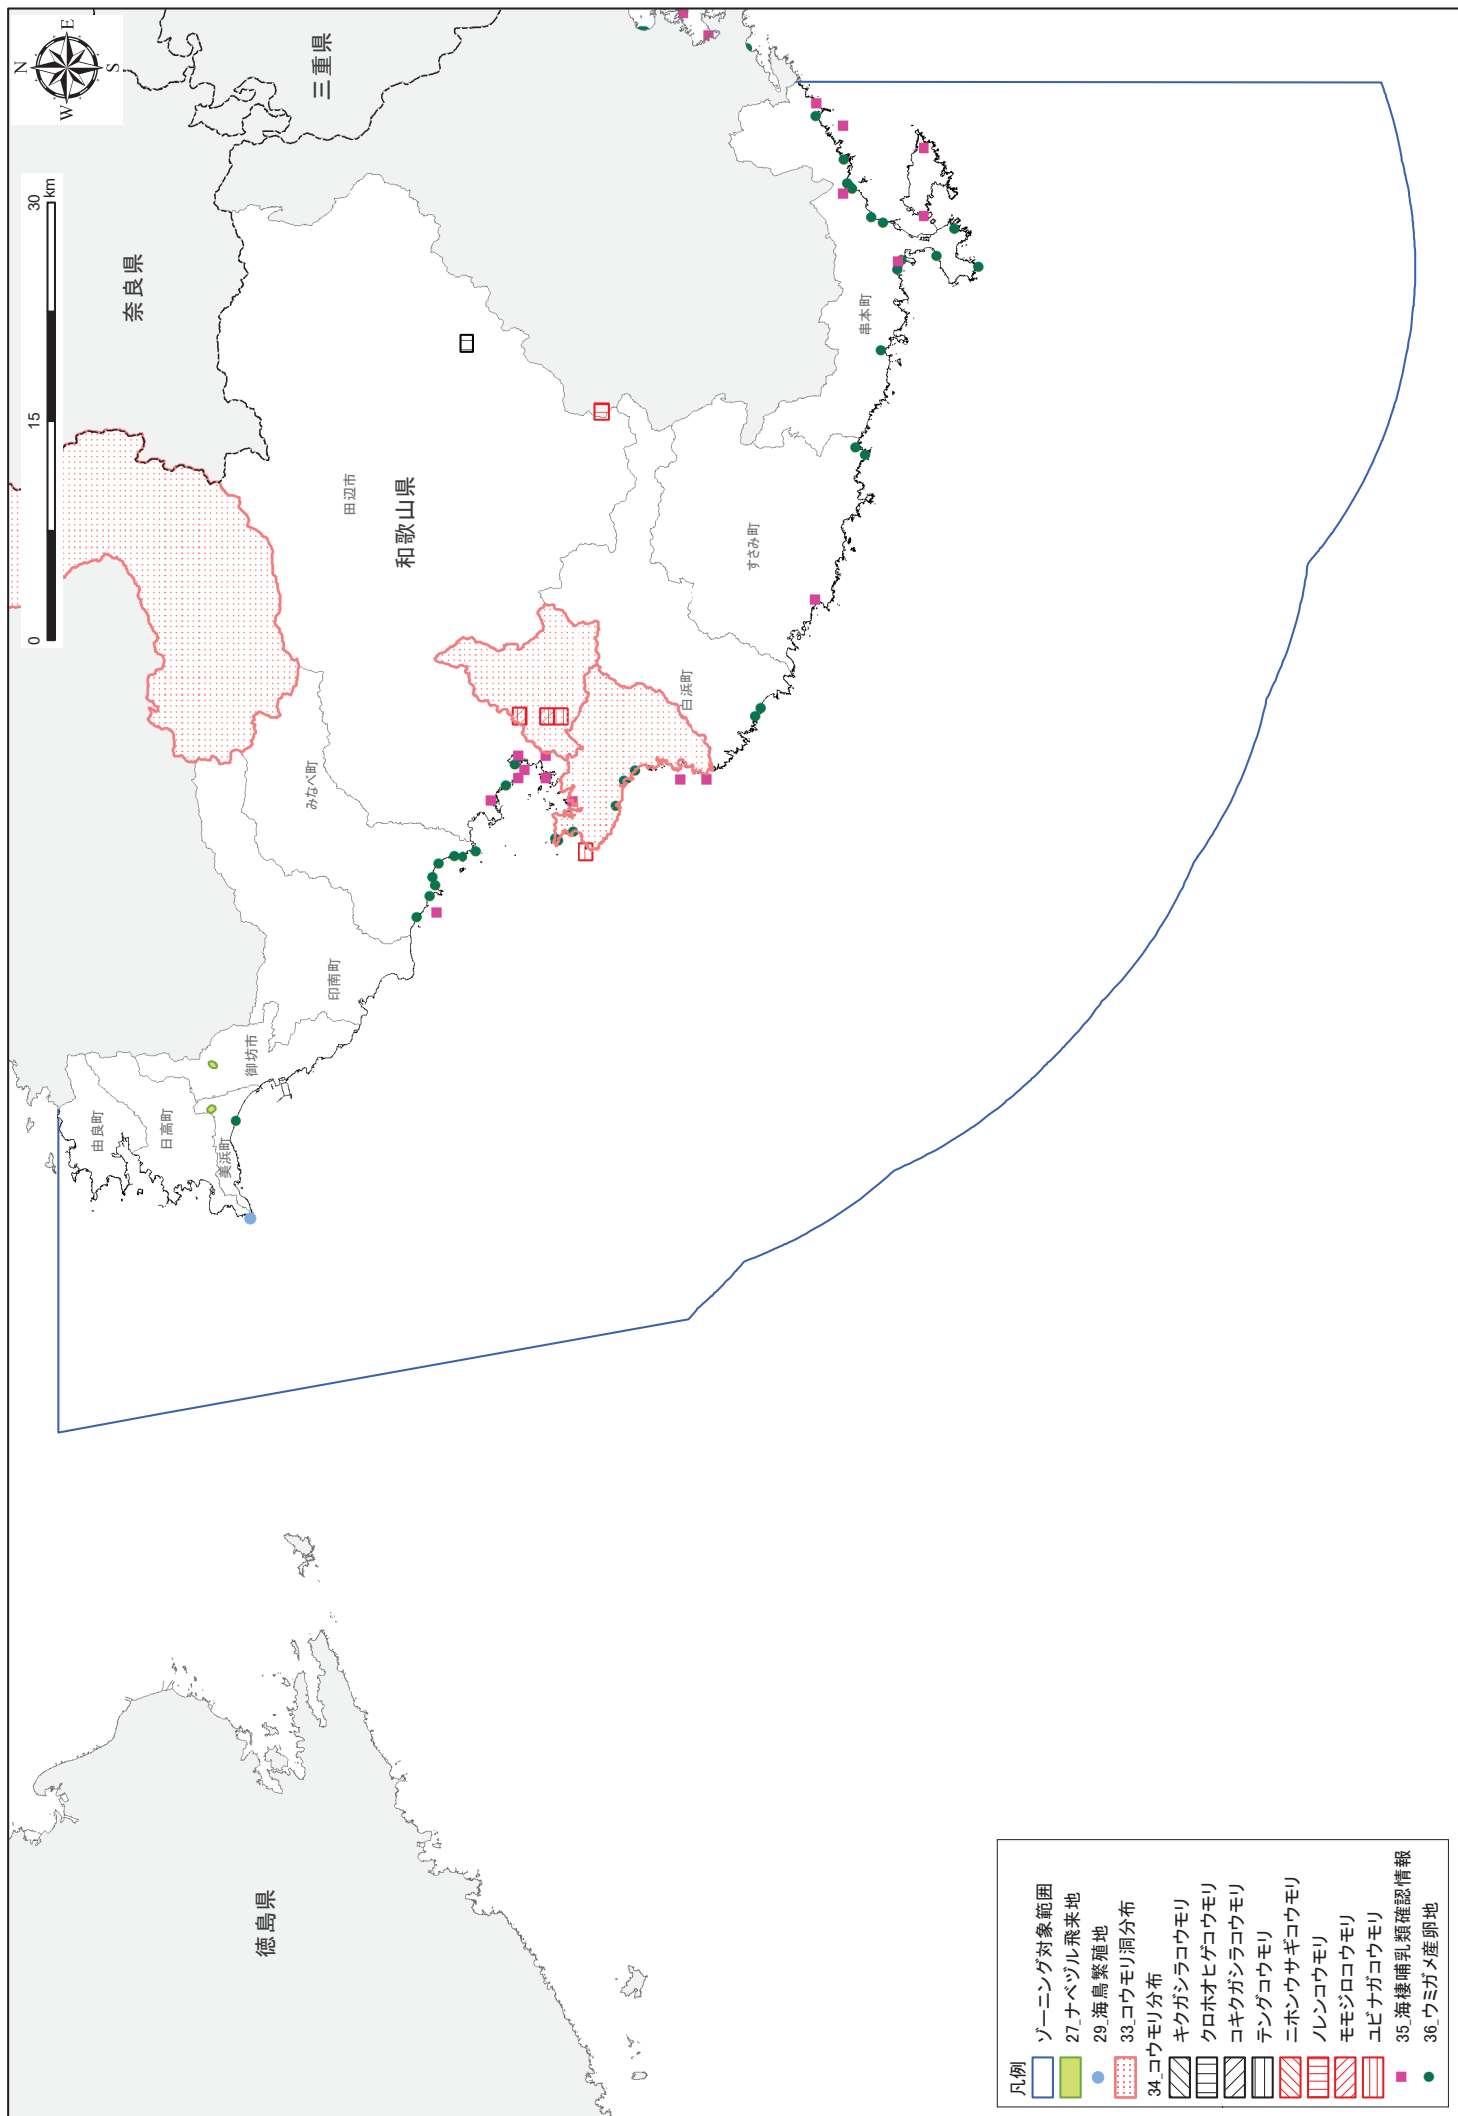 N
W
E
S
0
15
30
km
奈良県
三重県
和歌山県
徳島県
田辺市
みなべ町
印南町
御坊市
由良町
日高町
美浜町
白浜町
すさみ町
串本町
凡例
ゾーニング対象範囲
27_ナベヅル飛来地
29_海鳥繁殖地
33_コウモリ洞分布
34_コウモリ分布
キクガシラコウモリ
クロホオヒゲコウモリ
コキクガシラコウモリ
テングコウモリ
ニホンウサギコウモリ
ノレンコウモリ
モモジロコウモリ
ユビナガコウモリ
35_海棲哺乳類確認情報
36_ウミガメ産卵地